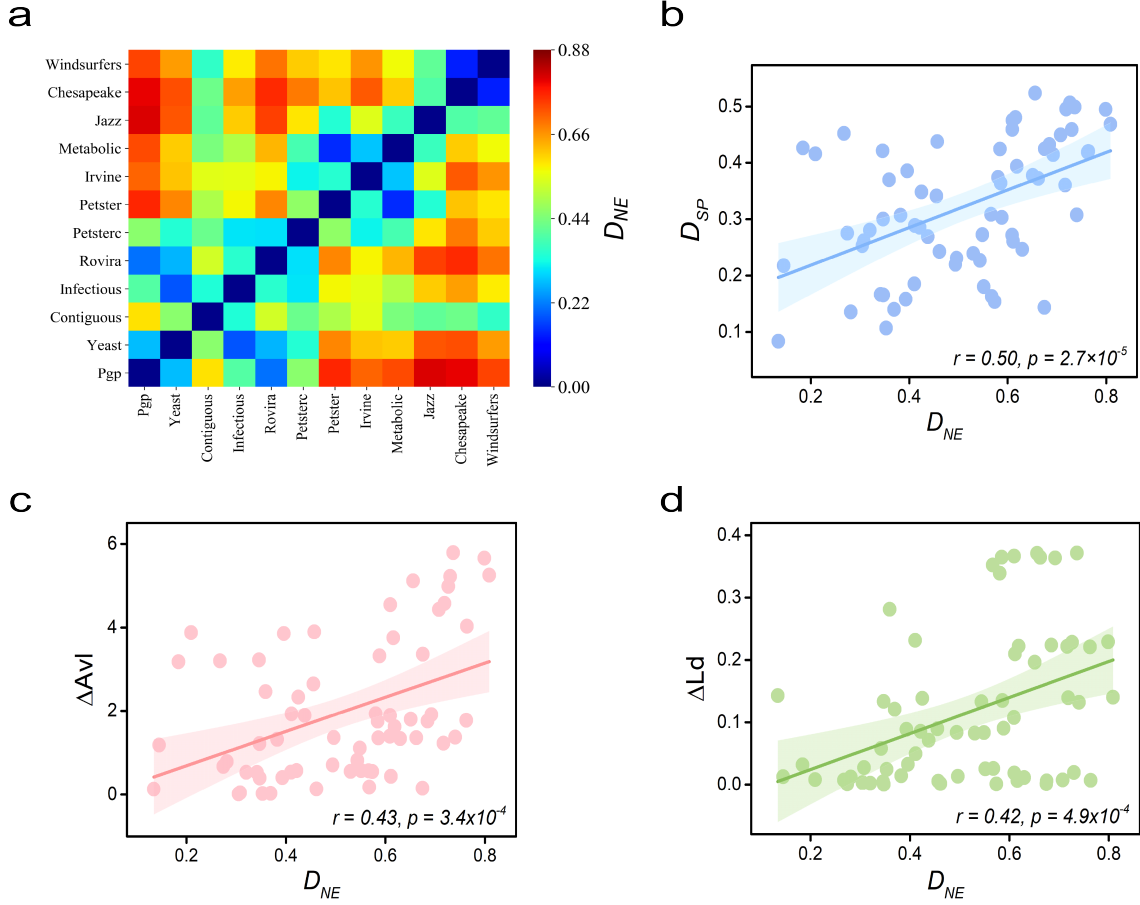 a
Windsurfers
Chesapeake
Jazz
Metabolic
Irvine
Petster
Petsterc
Rovira
Infectious
Contiguous
Yeast
Pgp
Pgp
Yeast
Contiguous
Infectious
Rovira
Petsterc
Petster
Irvine
Metabolic
Jazz
Chesapeake
Windsurfers
0.88
0.66
0.44
0.22
0.00
D_NE
b
D_SP
0.5
0.4
0.3
0.2
0.1
r = 0.50, p = 2.7×10⁻⁵
0.2 0.4 0.6 0.8
D_NE
c
ΔAvl
6
4
2
0
r = 0.43, p = 3.4x10⁻⁴
0.2 0.4 0.6 0.8
D_NE
d
ΔLd
0.4
0.3
0.2
0.1
0.0
r = 0.42, p = 4.9x10⁻⁴
0.2 0.4 0.6 0.8
D_NE